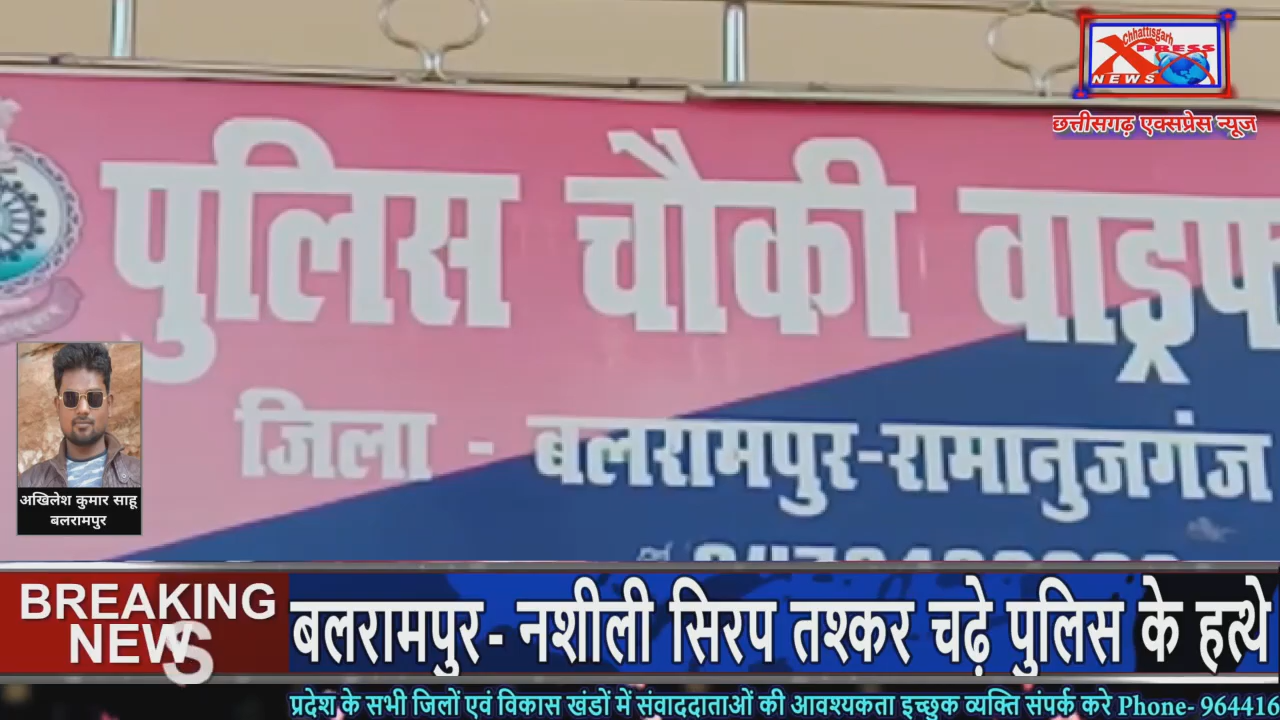 Chhattisgarh
XPRESS
NEWS
छत्तीसगढ़ एक्सप्रेस न्यूज
पुलिस चौकी वाड्रफ
जिला - बलरामपुर-रामानुजगंज
अखिलेश कुमार साहू
बलरामपुर
BREAKING
NEWS
बलरामपुर- नशीली सिरप तश्कर चढ़े पुलिस के हत्थे
प्रदेश के सभी जिलों एवं विकास खंडों में संवाददाताओं की आवश्यकता इच्छुक व्यक्ति संपर्क करे Phone- 964416